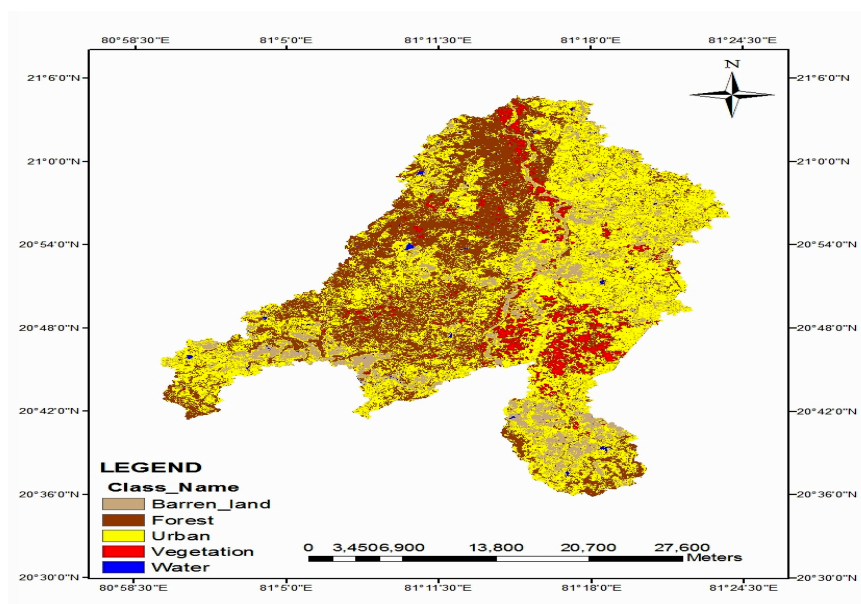 80°58'30"E 81°5'0"E 81°11'30"E 81°18'0"E 81°24'30"E
N
21°6'0"N 21°6'0"N
21°0'0"N 21°0'0"N
20°54'0"N 20°54'0"N
20°48'0"N 20°48'0"N
20°42'0"N 20°42'0"N
20°36'0"N 20°36'0"N
20°30'0"N 20°30'0"N
LEGEND
Class_Name
Barren_land
Forest
Urban
Vegetation
Water
0 3,450 6,900 13,800 20,700 27,600
Meters
80°58'30"E 81°5'0"E 81°11'30"E 81°18'0"E 81°24'30"E